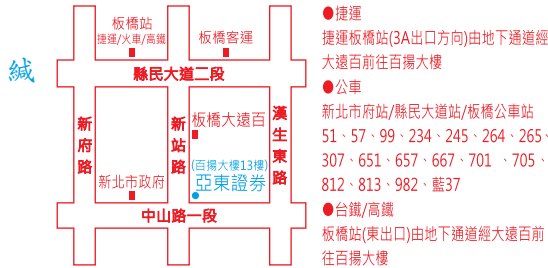 緘
板橋站
捷運/火車/高鐵
板橋客運
縣民大道二段
新府路
新站路
漢生東路
板橋大遠百
(百揚大樓13樓)
亞東證券
新北市政府
中山路一段
●捷運
捷運板橋站(3A出口方向)由地下通道經
大遠百前往百揚大樓
●公車
新北市府站/縣民大道站/板橋公車站
51、57、99、234、245、264、265、
307、651、657、667、701 、705、
812、813、982、藍37
●台鐵/高鐵
板橋站(東出口)由地下通道經大遠百前
往百揚大樓